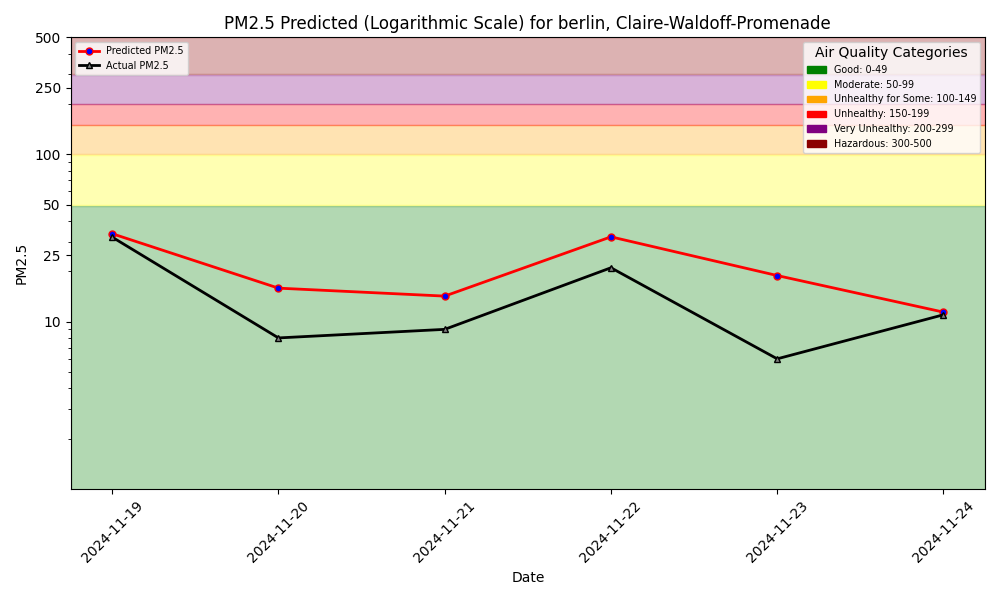 PM2.5 Predicted (Logarithmic Scale) for berlin, Claire-Waldoff-Promenade
Predicted PM2.5
Actual PM2.5
Air Quality Categories
Good: 0-49
Moderate: 50-99
Unhealthy for Some: 100-149
Unhealthy: 150-199
Very Unhealthy: 200-299
Hazardous: 300-500
500
250
100
50
25
10
PM2.5
2024-11-19
2024-11-20
2024-11-21
2024-11-22
2024-11-23
2024-11-24
Date